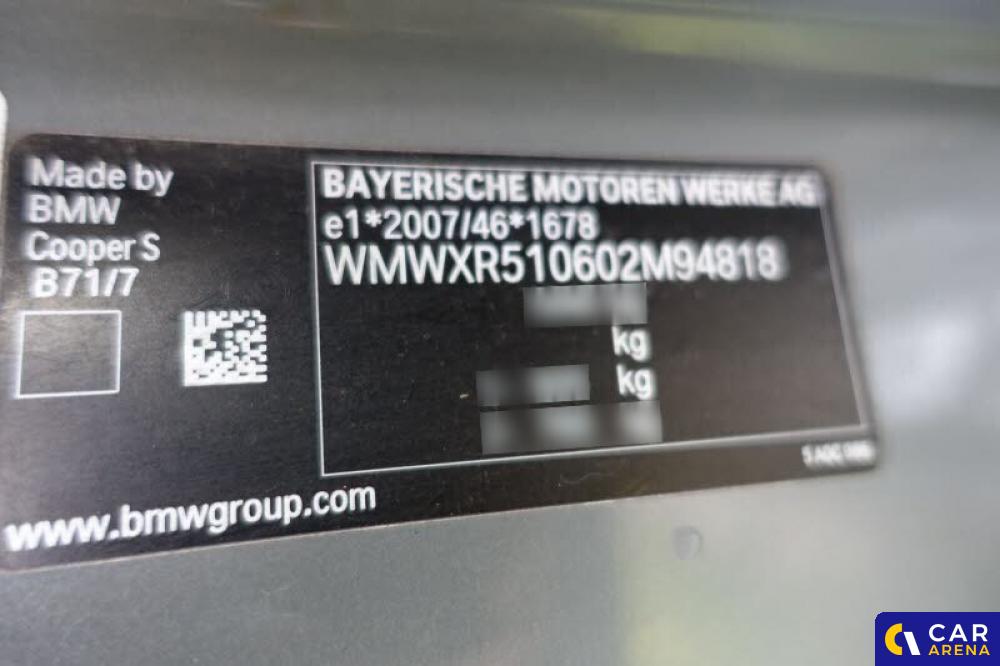 Made by
BMW
Cooper S
B71/7
www.bmwgroup.com
BAYERISCHE MOTOREN WERKE AG
e1*2007/46*1678
WMWXR510602M94818
kg
kg
CAR
ARENA